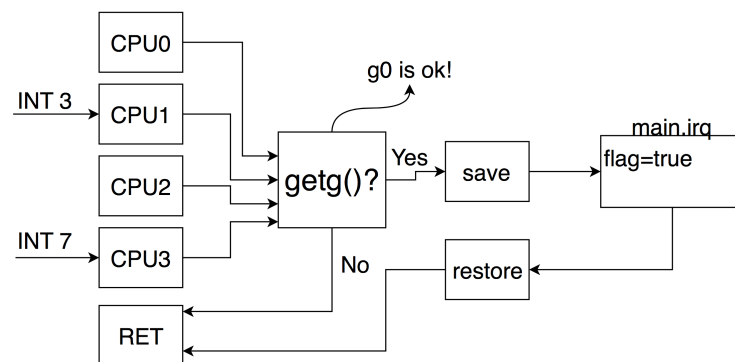 CPU0
g0 is ok!
INT 3
CPU1
main.irq
flag=true
Yes
getg()?
save
CPU2
INT 7
CPU3
No
restore
RET